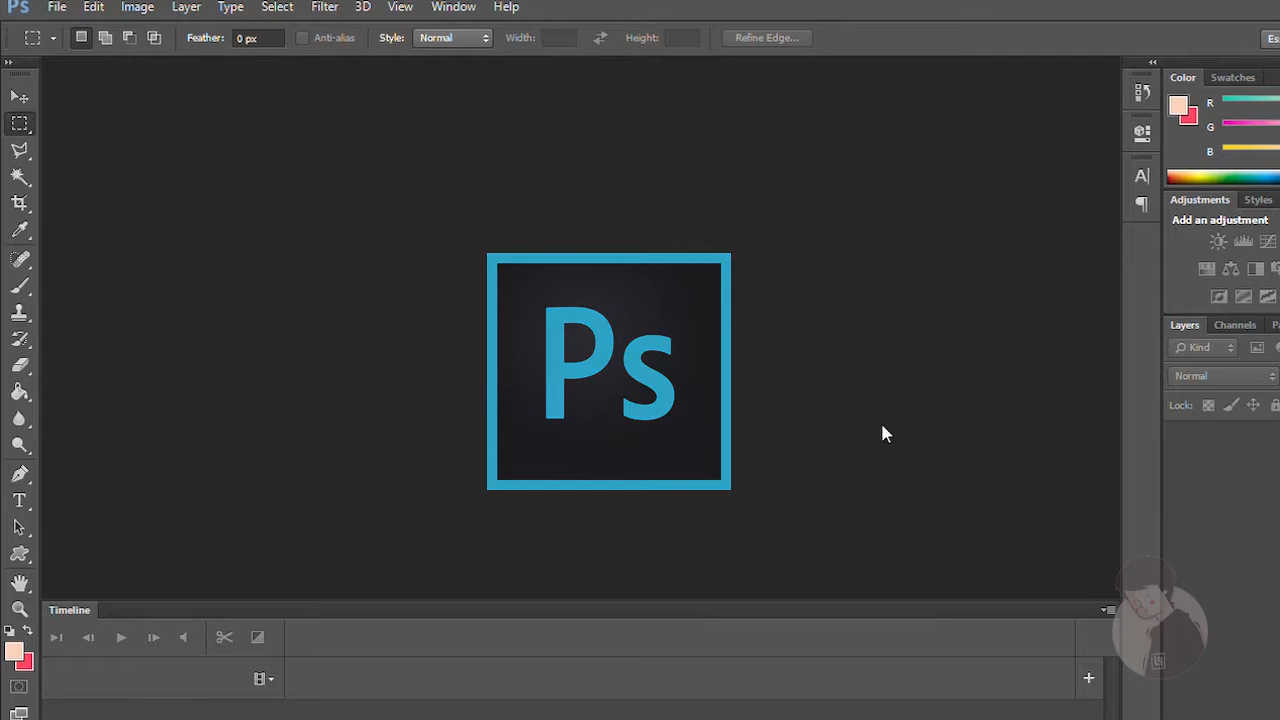 Ps File Edit Image Layer Type Select Filter 3D View Window Help
Feather: 0 px Anti-alias Style: Normal Width: Height: Refine Edge...
Color Swatches
R
G
B
Adjustments Styles
Add an adjustment
Layers Channels
Kind
Normal
Lock:
Ps
Timeline